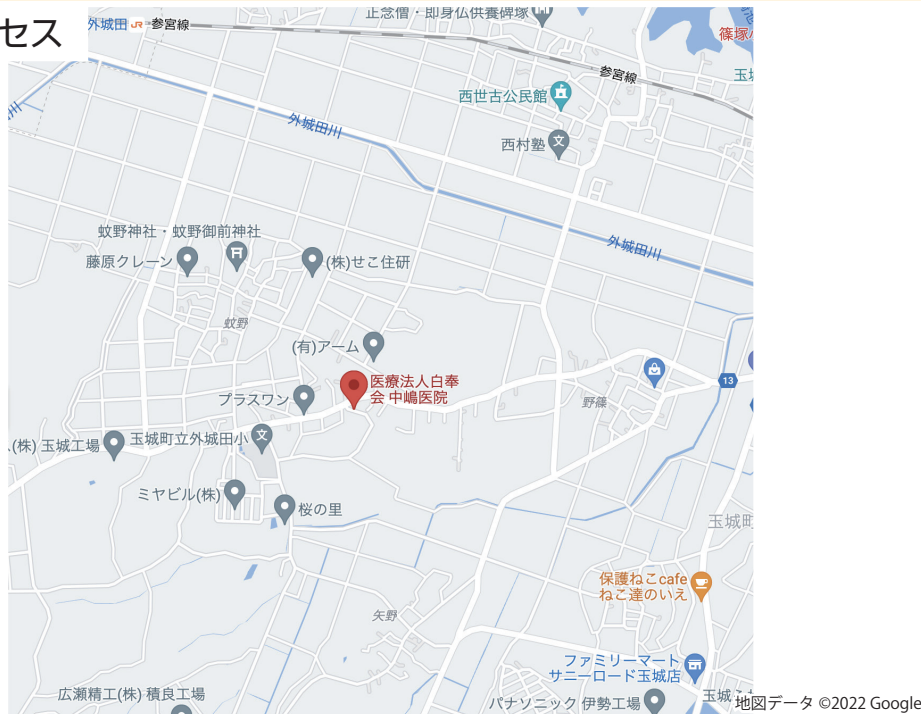 セス
外城田 JR 参宮線
正念僧・即身仏供養碑塚
篠塚
参宮線
玉城
西世古公民館
外城田川
西村塾
文
蚊野神社・蚊野御前神社
藤原クレーン
(株)せこ住研
外城田川
蚊野
(有)アーム
医療法人白奉
会 中嶋医院
プラスワン
13
野篠
(株) 玉城工場
玉城町立外城田小
文
ミヤビル(株)
桜の里
玉城町
保護ねこcafe
ねこ達のいえ
矢野
ファミリーマート
サニーロード玉城店
広瀬精工(株) 積良工場
パナソニック 伊勢工場
玉城
地図データ ©2022 Google